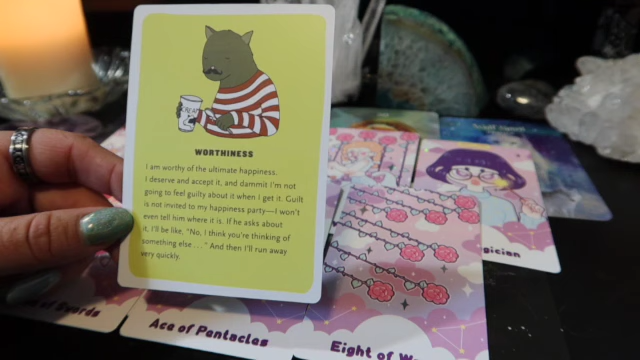 CREAM
WORTHINESS
I am worthy of the ultimate happiness.
I deserve and accept it, and dammit I'm not
going to feel guilty about it when I get it. Guilt
is not invited to my happiness party—I won't
even tell him where it is. If he asks about
it, I'll be like, "No, I think you're thinking of
something else . . ." And then I'll run away
very quickly.
gician
of Swords
Ace of Pentacles
Eight of W